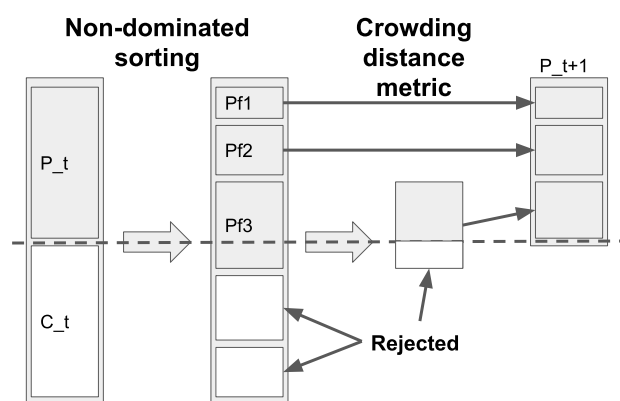 Non-dominated
sorting
Crowding
distance
metric
P_t+1
P_t
C_t
Pf1
Pf2
Pf3
Rejected